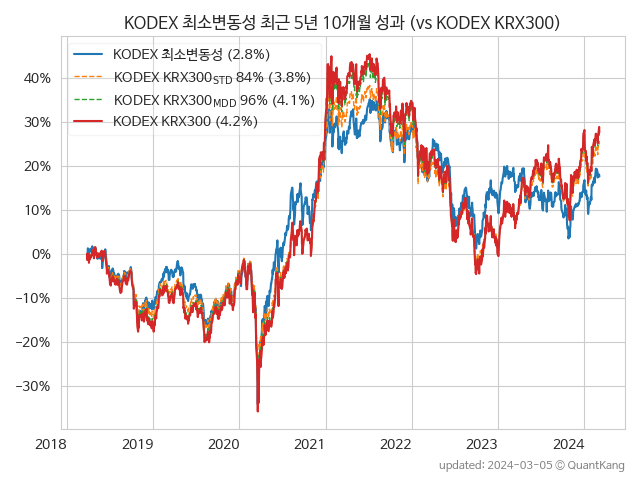 KODEX 최소변동성 최근 5년 10개월 성과 (vs KODEX KRX300)
KODEX 최소변동성 (2.8%)
KODEX KRX300STD 84% (3.8%)
KODEX KRX300MDD 96% (4.1%)
KODEX KRX300 (4.2%)
40%
30%
20%
10%
0%
−10%
−20%
−30%
2018 2019 2020 2021 2022 2023 2024
updated: 2024-03-05 © QuantKang